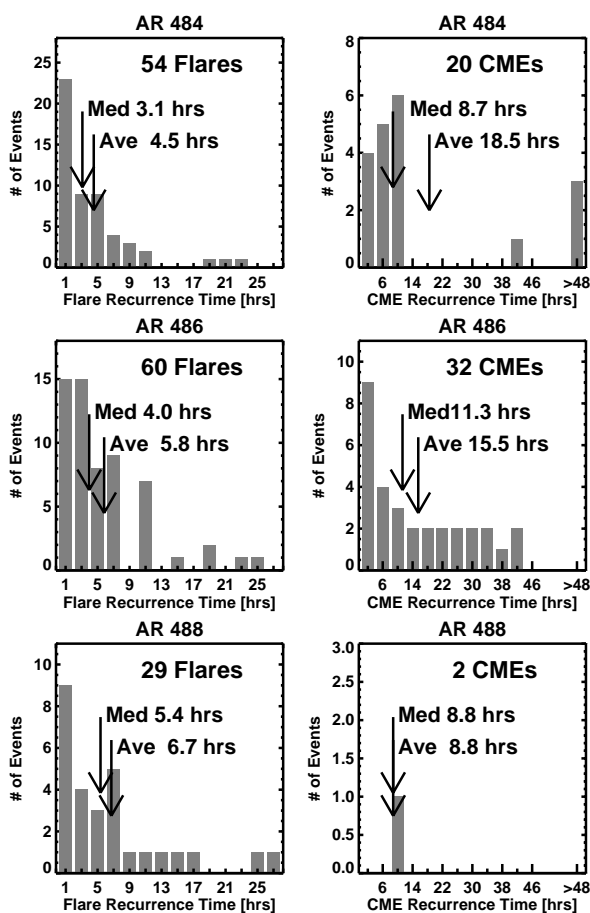 AR 484
54 Flares
Med 3.1 hrs
Ave 4.5 hrs
# of Events
25
20
15
10
5
0
1 5 9 13 17 21 25
Flare Recurrence Time [hrs]
AR 484
20 CMEs
Med 8.7 hrs
Ave 18.5 hrs
# of Events
8
6
4
2
0
6 14 22 30 38 >48
CME Recurrence Time [hrs]
AR 486
60 Flares
Med 4.0 hrs
Ave 5.8 hrs
# of Events
15
10
5
0
1 5 9 13 17 21 25
Flare Recurrence Time [hrs]
AR 486
32 CMEs
Med11.3 hrs
Ave 15.5 hrs
# of Events
10
8
6
4
2
0
6 14 22 30 38 46 >48
CME Recurrence Time [hrs]
AR 488
29 Flares
Med 5.4 hrs
Ave 6.7 hrs
# of Events
10
8
6
4
2
0
1 5 9 13 17 21 25
Flare Recurrence Time [hrs]
AR 488
2 CMEs
Med 8.8 hrs
Ave 8.8 hrs
# of Events
3.0
2.5
2.0
1.5
1.0
0.5
0.0
6 14 22 30 38 46 >48
CME Recurrence Time [hrs]